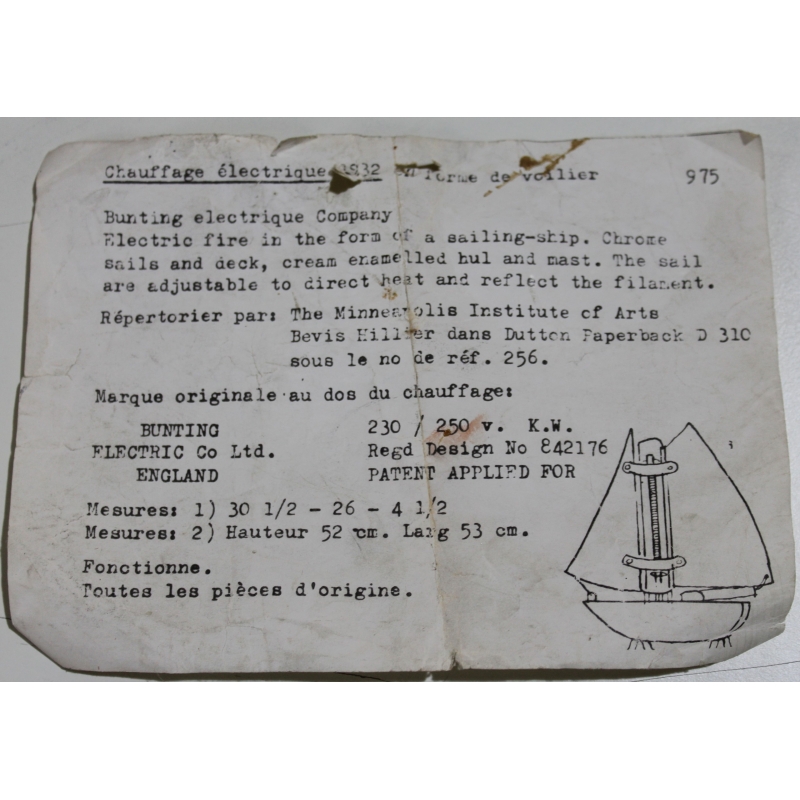 Chauffage électrique 1932 en forme de voilier 975
Bunting electrique Company
Electric fire in the form of a sailing-ship. Chrome
sails and deck, cream enamelled hul and mast. The sail
are adjustable to direct heat and reflect the filament.
Répertorier par: The Minneapolis Institute of Arts
Bevis Hillier dans Dutton Paperback D 310
sous le no de réf. 256.
Marque originale au dos du chauffage:
BUNTING 230 / 250 v. K.W.
ELECTRIC Co Ltd. Regd Design No 842176
ENGLAND PATENT APPLIED FOR
Mesures: 1) 30 1/2 - 26 - 4 1/2
Mesures: 2) Hauteur 52 cm. Larg 53 cm.
Fonctionne.
Toutes les pièces d'origine.